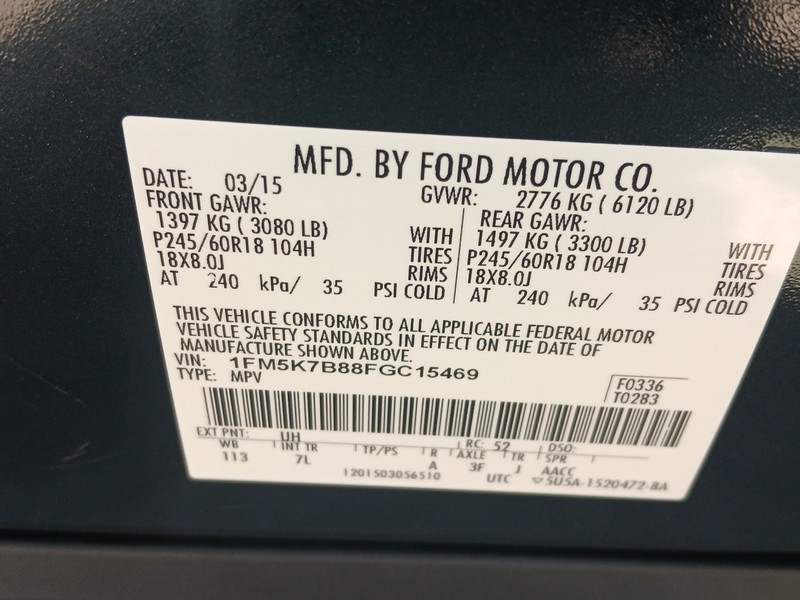 MFD. BY FORD MOTOR CO.
DATE: 03/15 GVWR: 2776 KG ( 6120 LB)
FRONT GAWR: REAR GAWR:
1397 KG ( 3080 LB) WITH 1497 KG ( 3300 LB) WITH
P245/60R18 104H TIRES P245/60R18 104H TIRES
18X8.0J RIMS 18X8.0J RIMS
AT 240 kPa/ 35 PSI COLD AT 240 kPa/ 35 PSI COLD
THIS VEHICLE CONFORMS TO ALL APPLICABLE FEDERAL MOTOR
VEHICLE SAFETY STANDARDS IN EFFECT ON THE DATE OF
MANUFACTURE SHOWN ABOVE.
VIN: 1FM5K7B88FGC15469
TYPE: MPV
F0336
T0283
EXT PNT: UH RC: 52 DSO:
WB INT TR TP/PS R AXLE TR SPR
113 7L A 3F J AACC
1201503056510 UTC 5U5A-1520472-BA